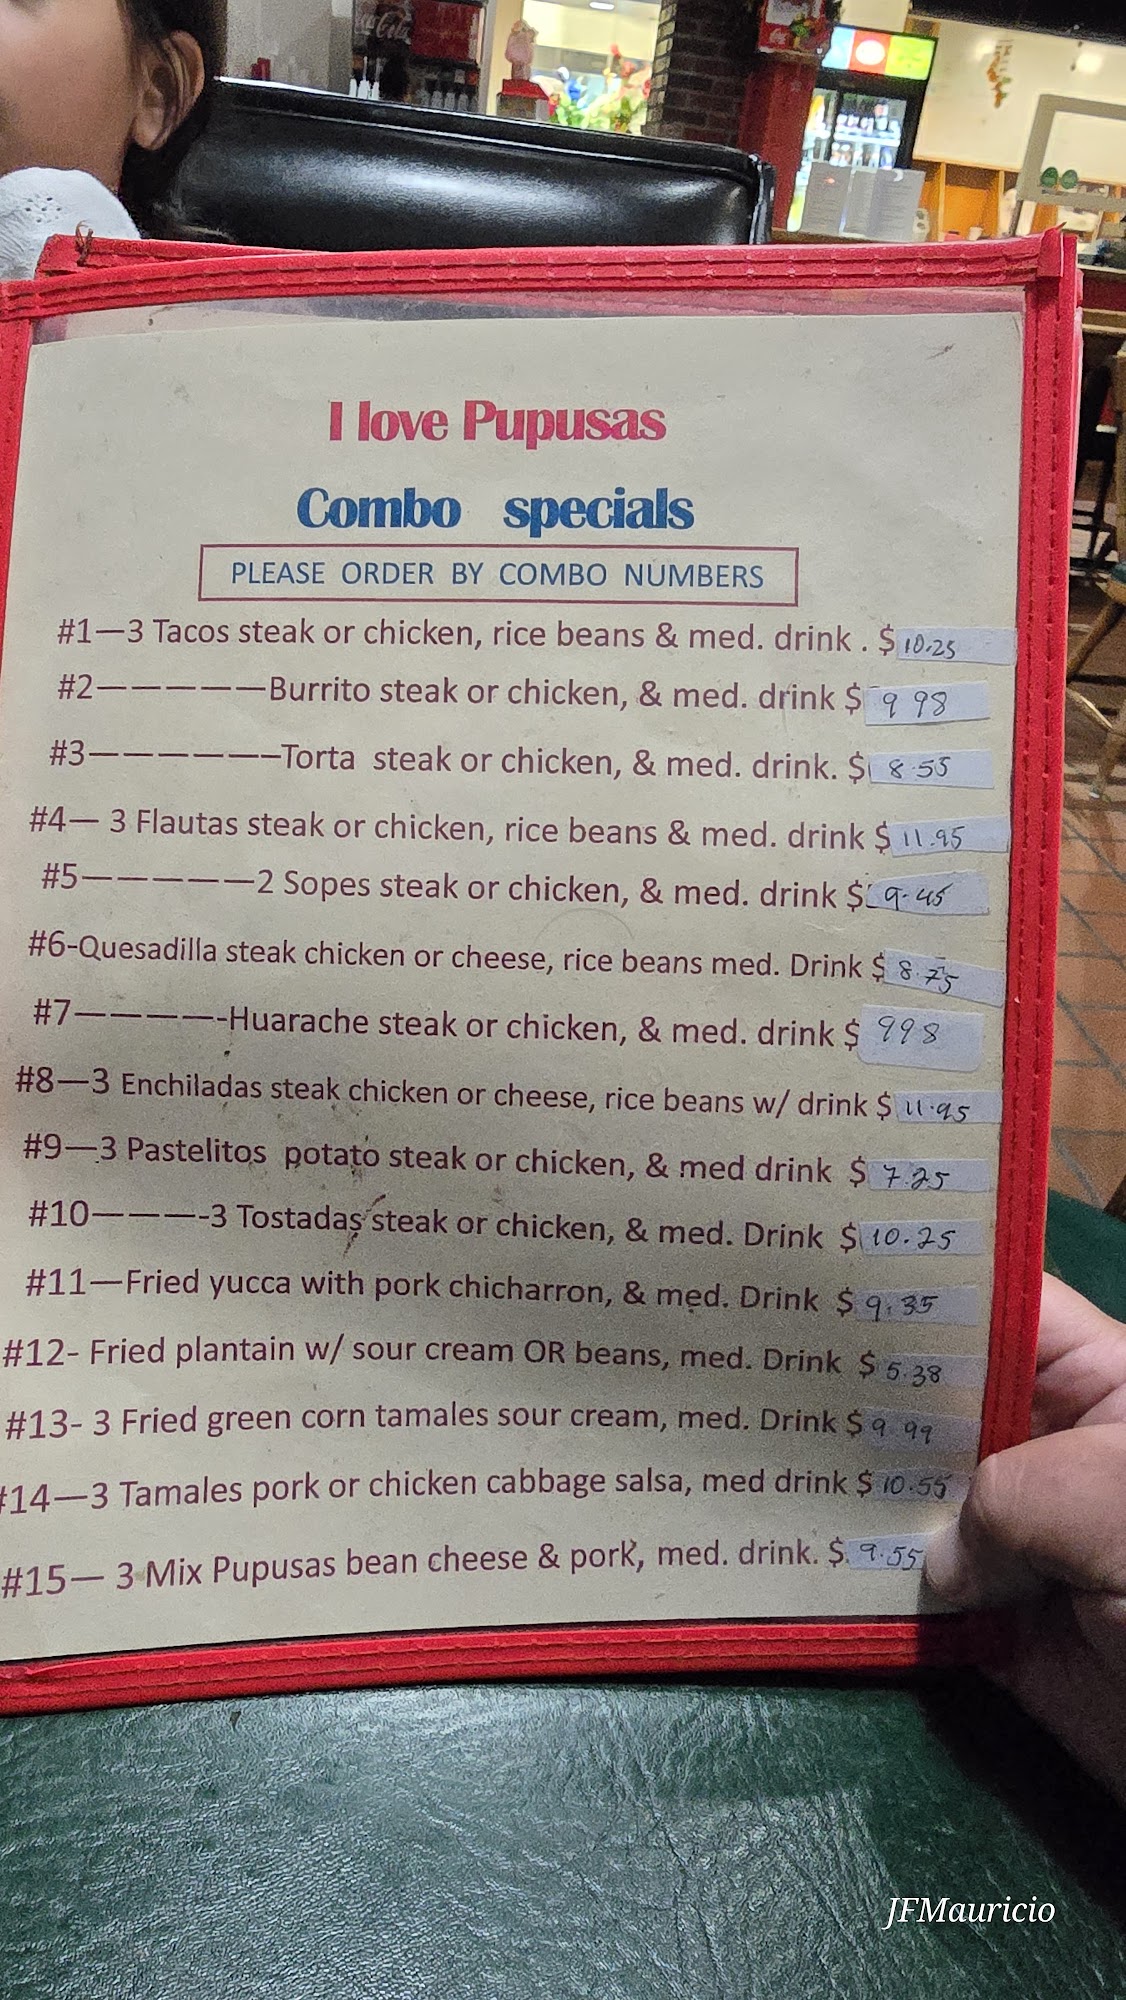 Coca-Cola
I love Pupusas
Combo specials
PLEASE ORDER BY COMBO NUMBERS
#1—3 Tacos steak or chicken, rice beans & med. drink . $ 10.25
#2—————Burrito steak or chicken, & med. drink $ 9 98
#3——————Torta steak or chicken, & med. drink. $ 8.55
#4— 3 Flautas steak or chicken, rice beans & med. drink $ 11.95
#5—————2 Sopes steak or chicken, & med. drink $ 9.45
#6-Quesadilla steak chicken or cheese, rice beans med. Drink $ 8.75
#7————-Huarache steak or chicken, & med. drink $ 998
#8—3 Enchiladas steak chicken or cheese, rice beans w/ drink $ 11.95
#9—3 Pastelitos potato steak or chicken, & med drink $ 7.25
#10———-3 Tostadas steak or chicken, & med. Drink $ 10.25
#11—Fried yucca with pork chicharron, & med. Drink $ 9.35
#12- Fried plantain w/ sour cream OR beans, med. Drink $ 5.38
#13- 3 Fried green corn tamales sour cream, med. Drink $ 9 99
#14—3 Tamales pork or chicken cabbage salsa, med drink $ 10.55
#15— 3 Mix Pupusas bean cheese & pork, med. drink. $. 9.55
JFMauricio